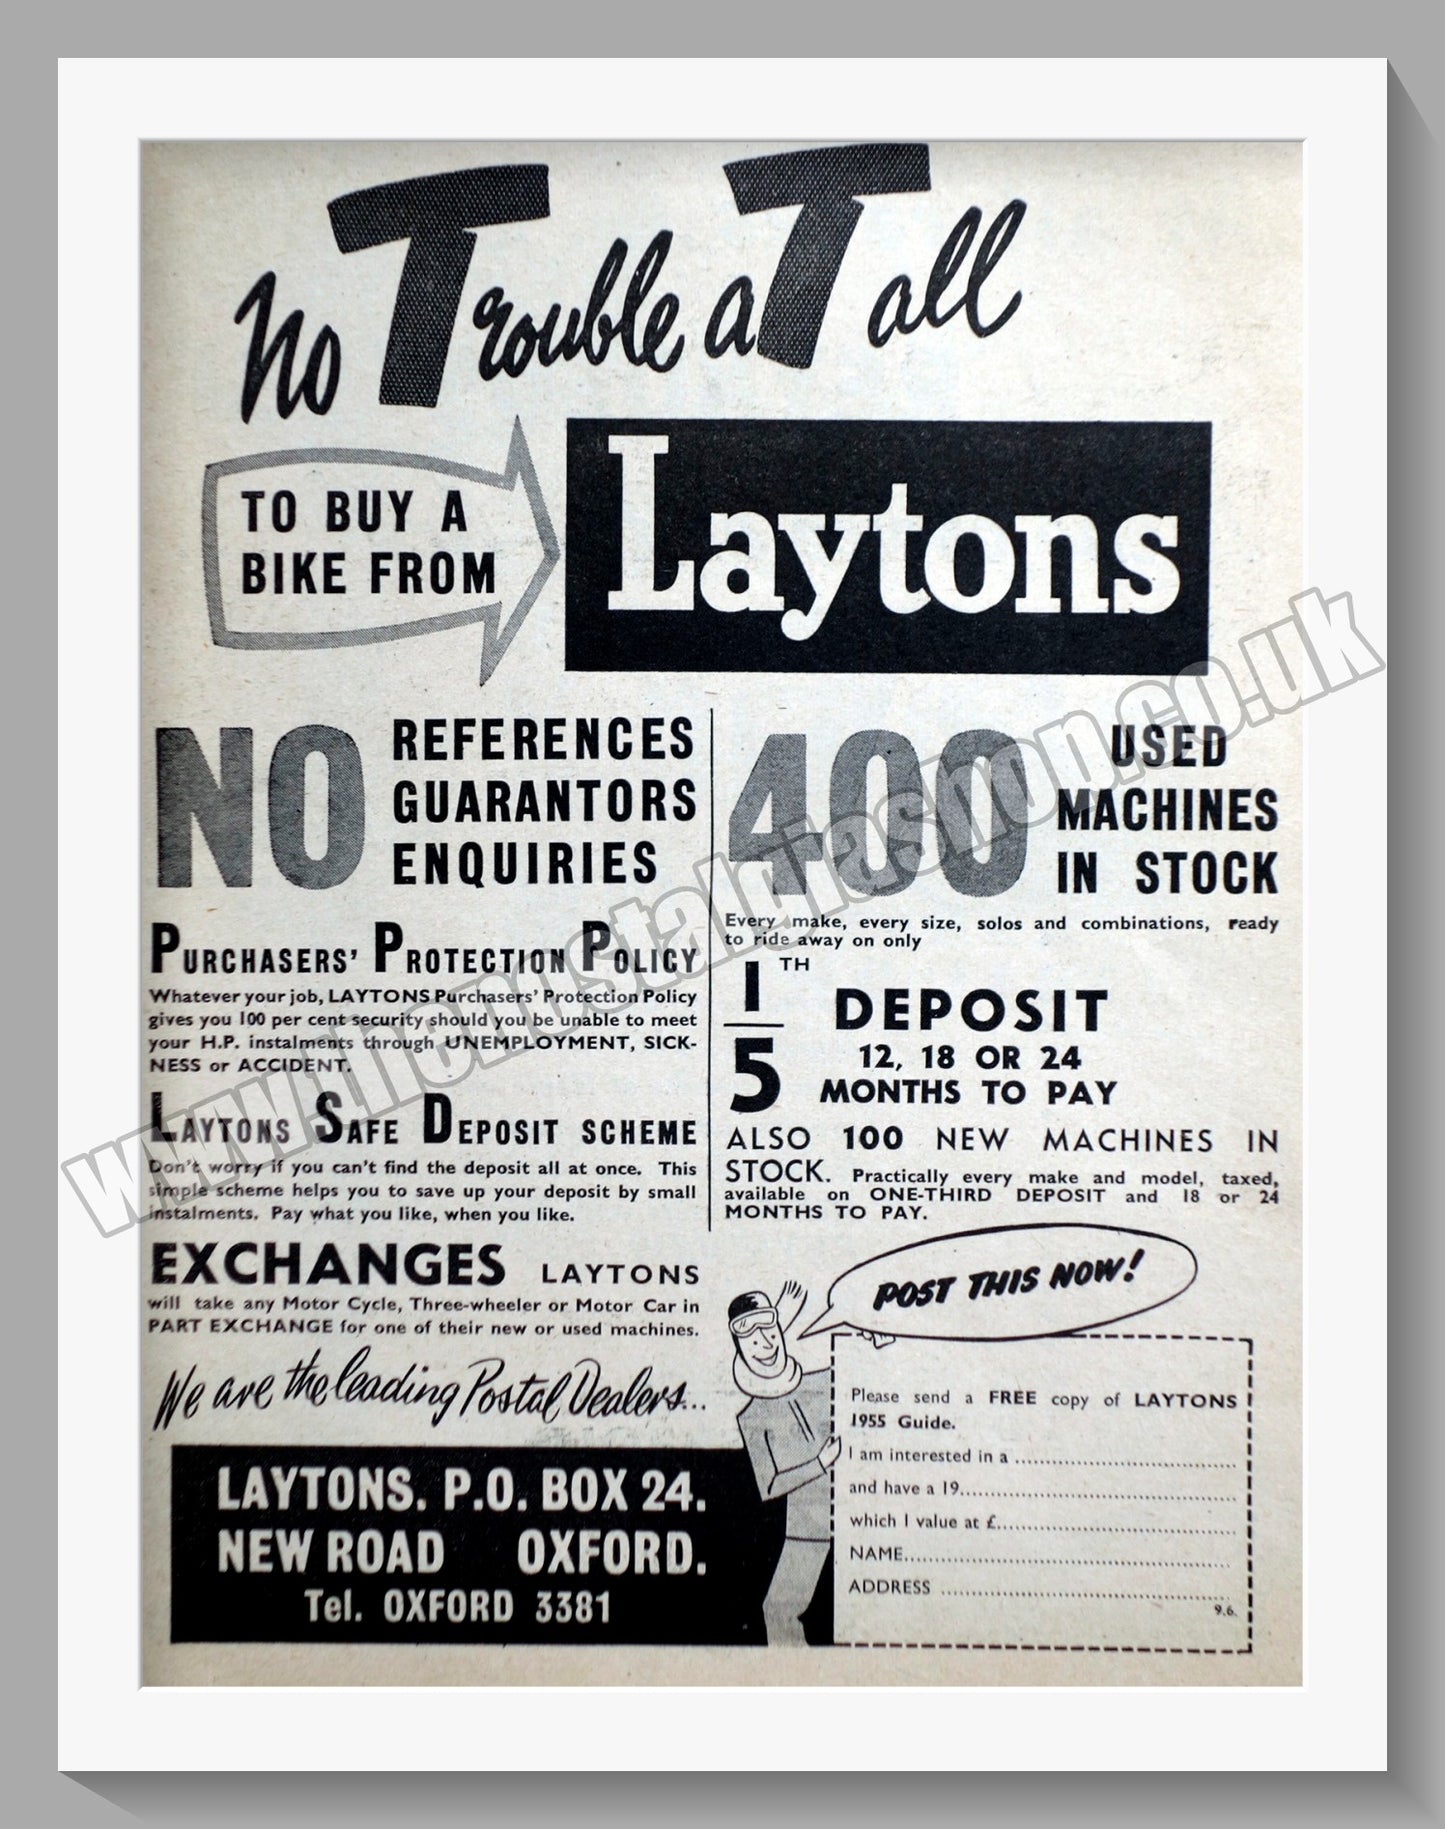 No Trouble aT all
TO BUY A
BIKE FROM
Laytons
NO
REFERENCES
GUARANTORS
ENQUIRIES
PURCHASERS' PROTECTION POLICY
Whatever your job, LAYTONS Purchasers' Protection Policy
gives you 100 per cent security should you be unable to meet
your H.P. instalments through UNEMPLOYMENT, SICK-
NESS or ACCIDENT.
LAYTONS SAFE DEPOSIT SCHEME
Don't worry if you can't find the deposit all at once. This
simple scheme helps you to save up your deposit by small
instalments. Pay what you like, when you like.
EXCHANGES LAYTONS
will take any Motor Cycle, Three-wheeler or Motor Car in
PART EXCHANGE for one of their new or used machines.
We are the leading Postal Dealers...
LAYTONS. P.O. BOX 24.
NEW ROAD OXFORD.
Tel. OXFORD 3381
400
USED
MACHINES
IN STOCK
Every make, every size, solos and combinations, ready
to ride away on only
1/5 TH
DEPOSIT
12, 18 OR 24
MONTHS TO PAY
ALSO 100 NEW MACHINES IN
STOCK. Practically every make and model, taxed,
available on ONE-THIRD DEPOSIT and 18 or 24
MONTHS TO PAY.
POST THIS NOW!
Please send a FREE copy of LAYTONS
1955 Guide.
I am interested in a ........................................
and have a 19........................................
which I value at £........................................
NAME........................................
ADDRESS ........................................
9.6.
www.thenostalgiashop.co.uk